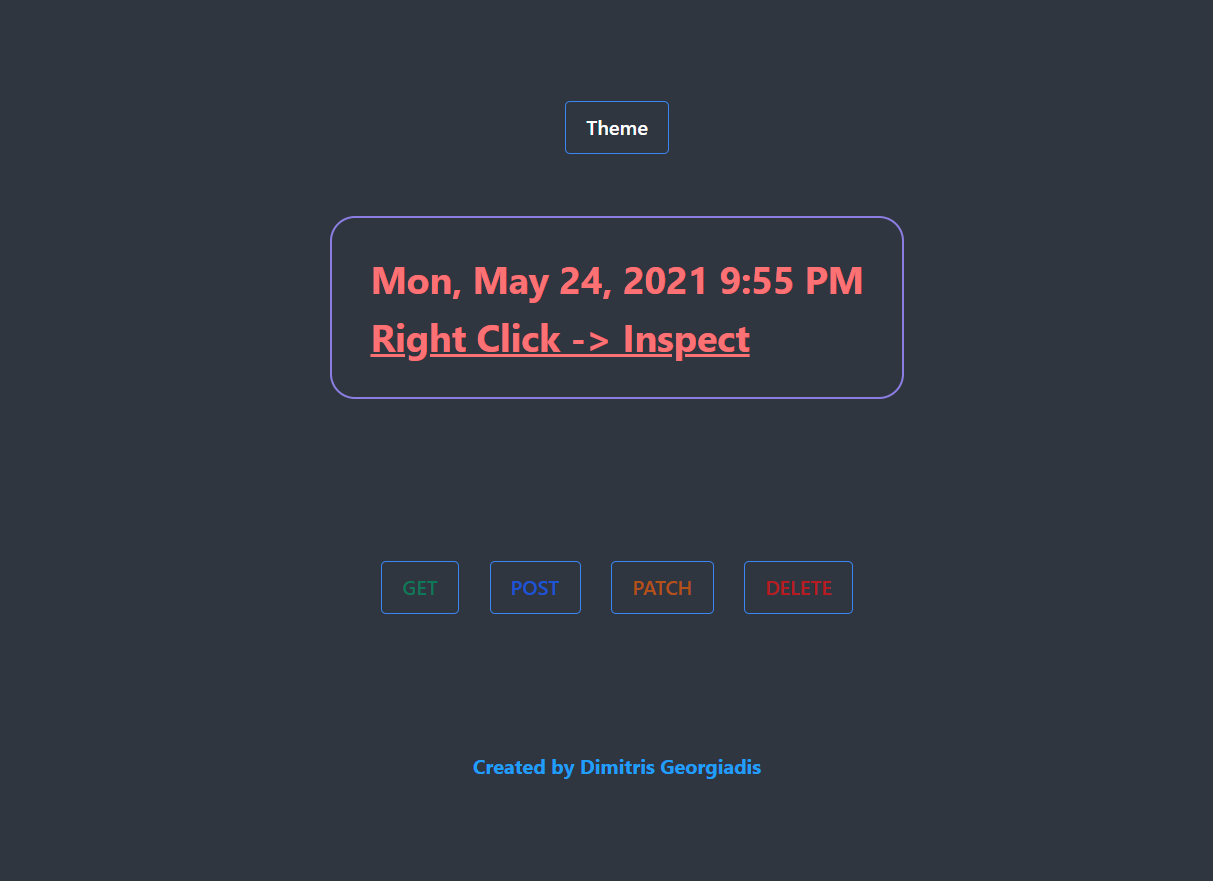 Theme
Mon, May 24, 2021 9:55 PM
Right Click -> Inspect
GET POST PATCH DELETE
Created by Dimitris Georgiadis